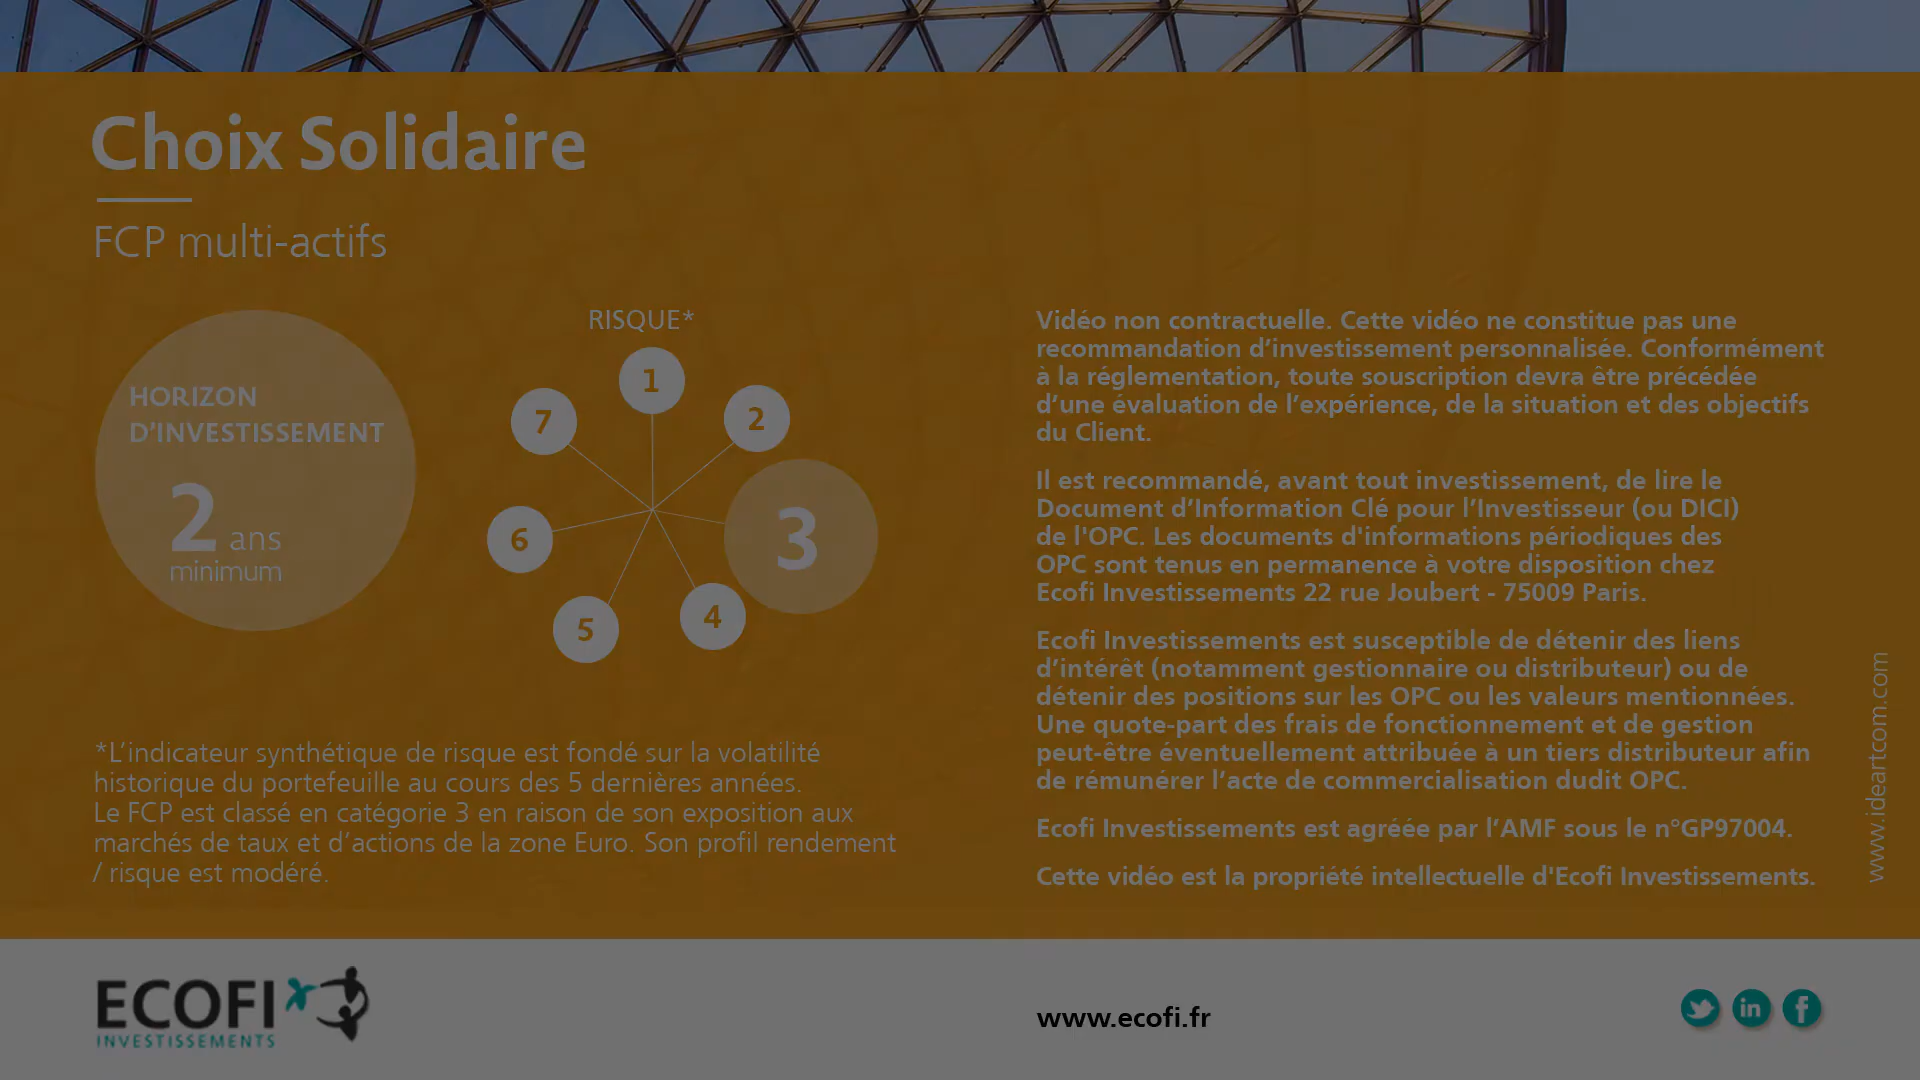 Choix Solidaire
FCP multi-actifs
HORIZON
D’INVESTISSEMENT
2 ans
minimum
RISQUE*
1
2
3
4
5
6
7
*L’indicateur synthétique de risque est fondé sur la volatilité
historique du portefeuille au cours des 5 dernières années.
Le FCP est classé en catégorie 3 en raison de son exposition aux
marchés de taux et d’actions de la zone Euro. Son profil rendement
/ risque est modéré.
Vidéo non contractuelle. Cette vidéo ne constitue pas une
recommandation d’investissement personnalisée. Conformément
à la réglementation, toute souscription devra être précédée
d’une évaluation de l’expérience, de la situation et des objectifs
du Client.
Il est recommandé, avant tout investissement, de lire le
Document d’Information Clé pour l’Investisseur (ou DICI)
de l'OPC. Les documents d'informations périodiques des
OPC sont tenus en permanence à votre disposition chez
Ecofi Investissements 22 rue Joubert - 75009 Paris.
Ecofi Investissements est susceptible de détenir des liens
d’intérêt (notamment gestionnaire ou distributeur) ou de
détenir des positions sur les OPC ou les valeurs mentionnées.
Une quote-part des frais de fonctionnement et de gestion
peut-être éventuellement attribuée à un tiers distributeur afin
de rémunérer l’acte de commercialisation dudit OPC.
Ecofi Investissements est agréée par l’AMF sous le n°GP97004.
Cette vidéo est la propriété intellectuelle d'Ecofi Investissements.
www.ideartcom.com
ECOFI
INVESTISSEMENTS
www.ecofi.fr
in
f